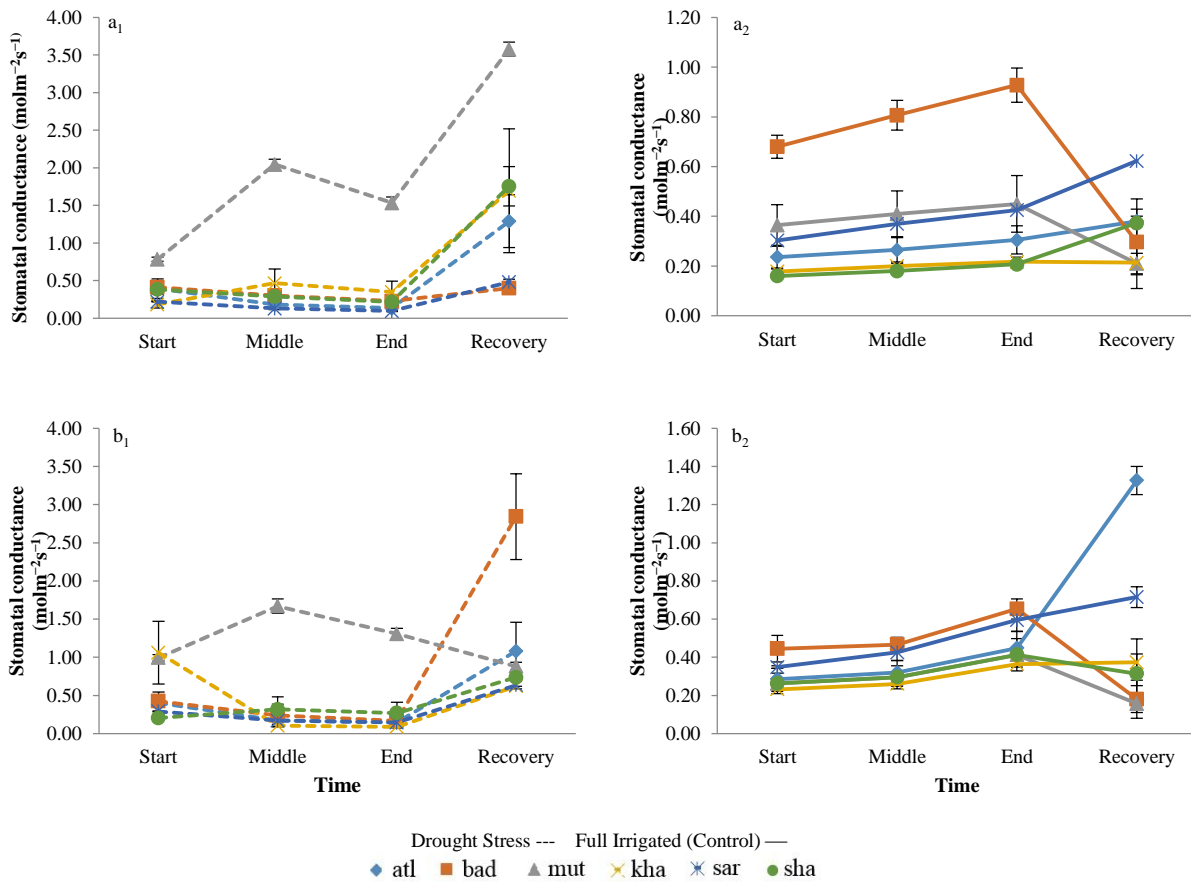 a1
Stomatal conductance (molm−2s−1)
4.00
3.50
3.00
2.50
2.00
1.50
1.00
0.50
0.00
Start Middle End Recovery
a2
Stomatal conductance
(molm−2s−1)
1.20
1.00
0.80
0.60
0.40
0.20
0.00
Start Middle End Recovery
b1
Stomatal conductance
(molm−2s−1)
4.00
3.50
3.00
2.50
2.00
1.50
1.00
0.50
0.00
Start Middle End Recovery
Time
b2
Stomatal conductance
(molm−2s−1)
1.60
1.40
1.20
1.00
0.80
0.60
0.40
0.20
0.00
Start Middle End Recovery
Time
Drought Stress --- Full Irrigated (Control) —
atl bad mut kha sar sha